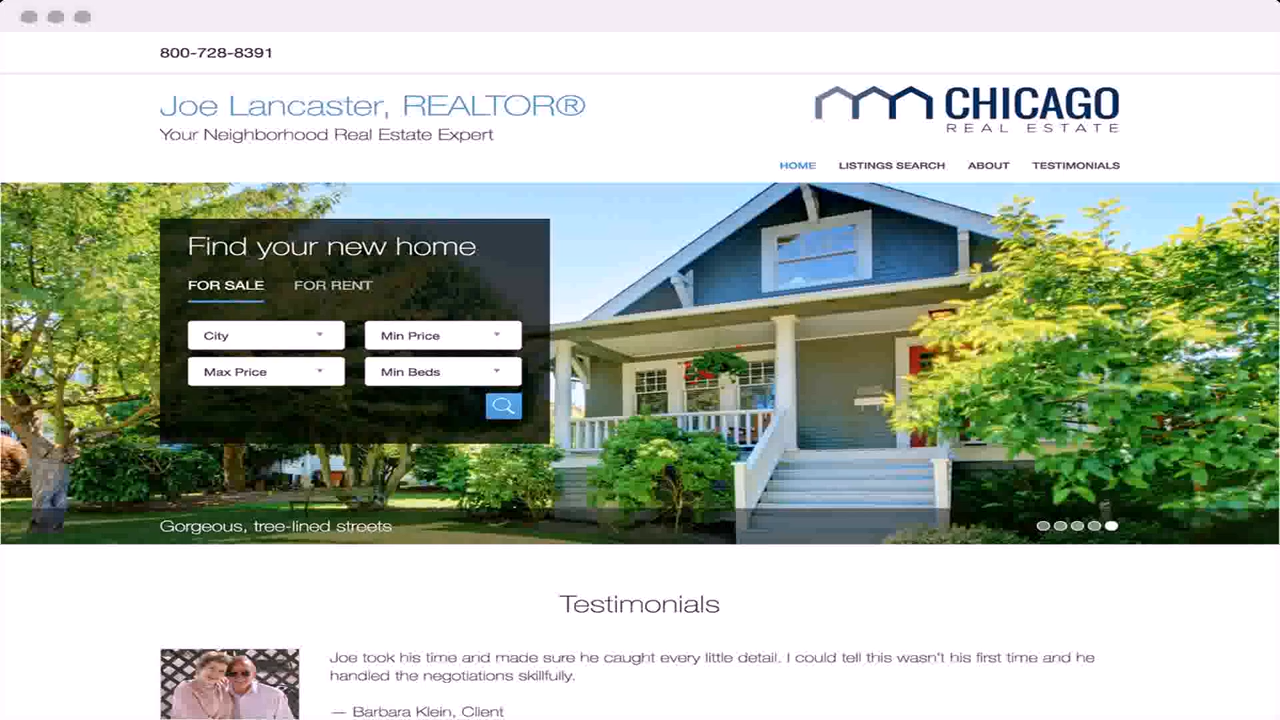 800-728-8391
Joe Lancaster, REALTOR®
Your Neighborhood Real Estate Expert
CHICAGO
REAL ESTATE
HOME LISTINGS SEARCH ABOUT TESTIMONIALS
Find your new home
FOR SALE FOR RENT
City Min Price
Max Price Min Beds
Gorgeous, tree-lined streets
Testimonials
Joe took his time and made sure he caught every little detail. I could tell this wasn't his first time and he
handled the negotiations skillfully.
— Barbara Klein, Client